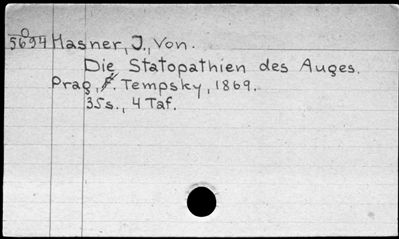 O
5694 Hasner, J., Von.
Die Statopathien des Auges.
Prag, F. Tempsky, 1869.
35s., 4 Taf.